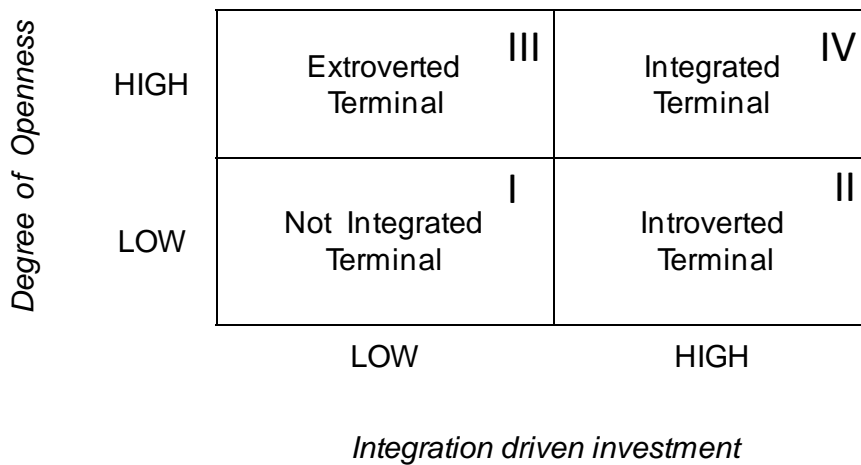 Degree of Openness
HIGH
Extroverted
Terminal
III
Integrated
Terminal
IV
LOW
Not Integrated
Terminal
I
Introverted
Terminal
II
LOW
HIGH
Integration driven investment